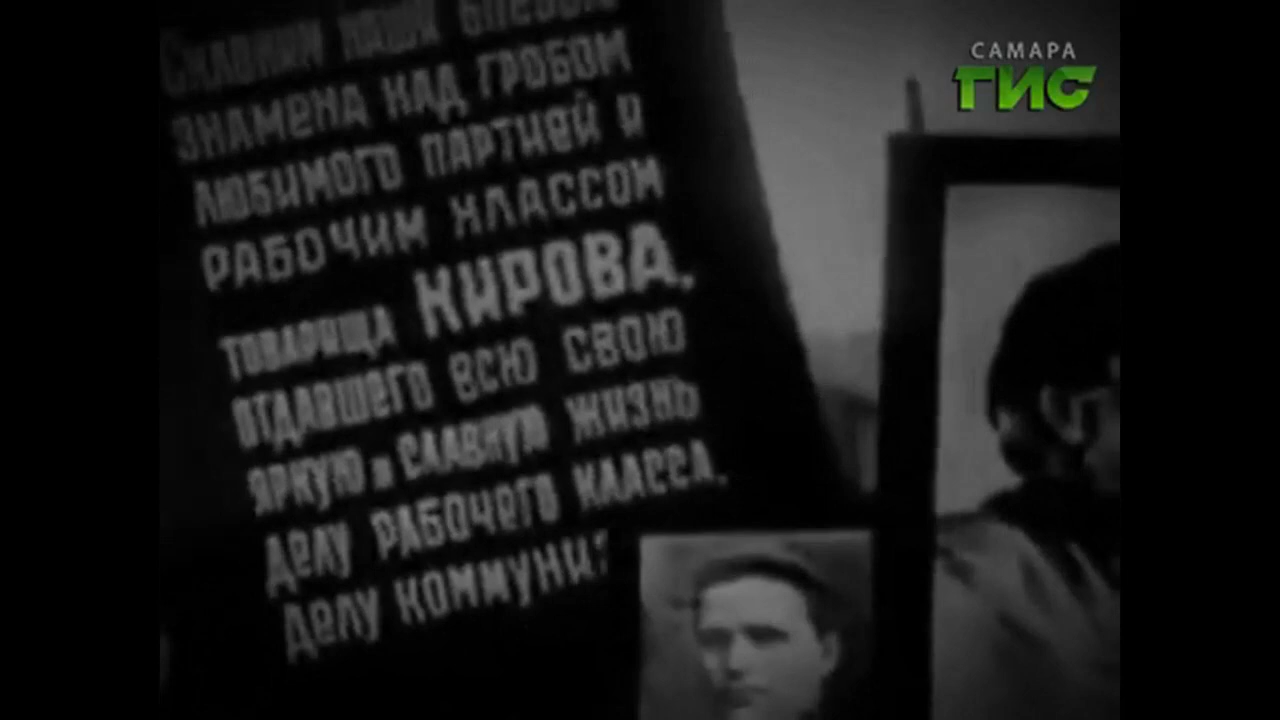 НАШИ
ЗНАМЕНА НАД ГРОБОМ
ЛЮБИМОГО ПАРТИЕЙ И
РАБОЧИМ КЛАССОМ
ТОВАРИЩА КИРОВА,
ОТДАВШЕГО ВСЮ СВОЮ
ЯРКУЮ и СЛАВНУЮ ЖИЗНЬ
ДЕЛУ РАБОЧЕГО КЛАССА,
ДЕЛУ КОММУНИ
САМАРА
ГИС